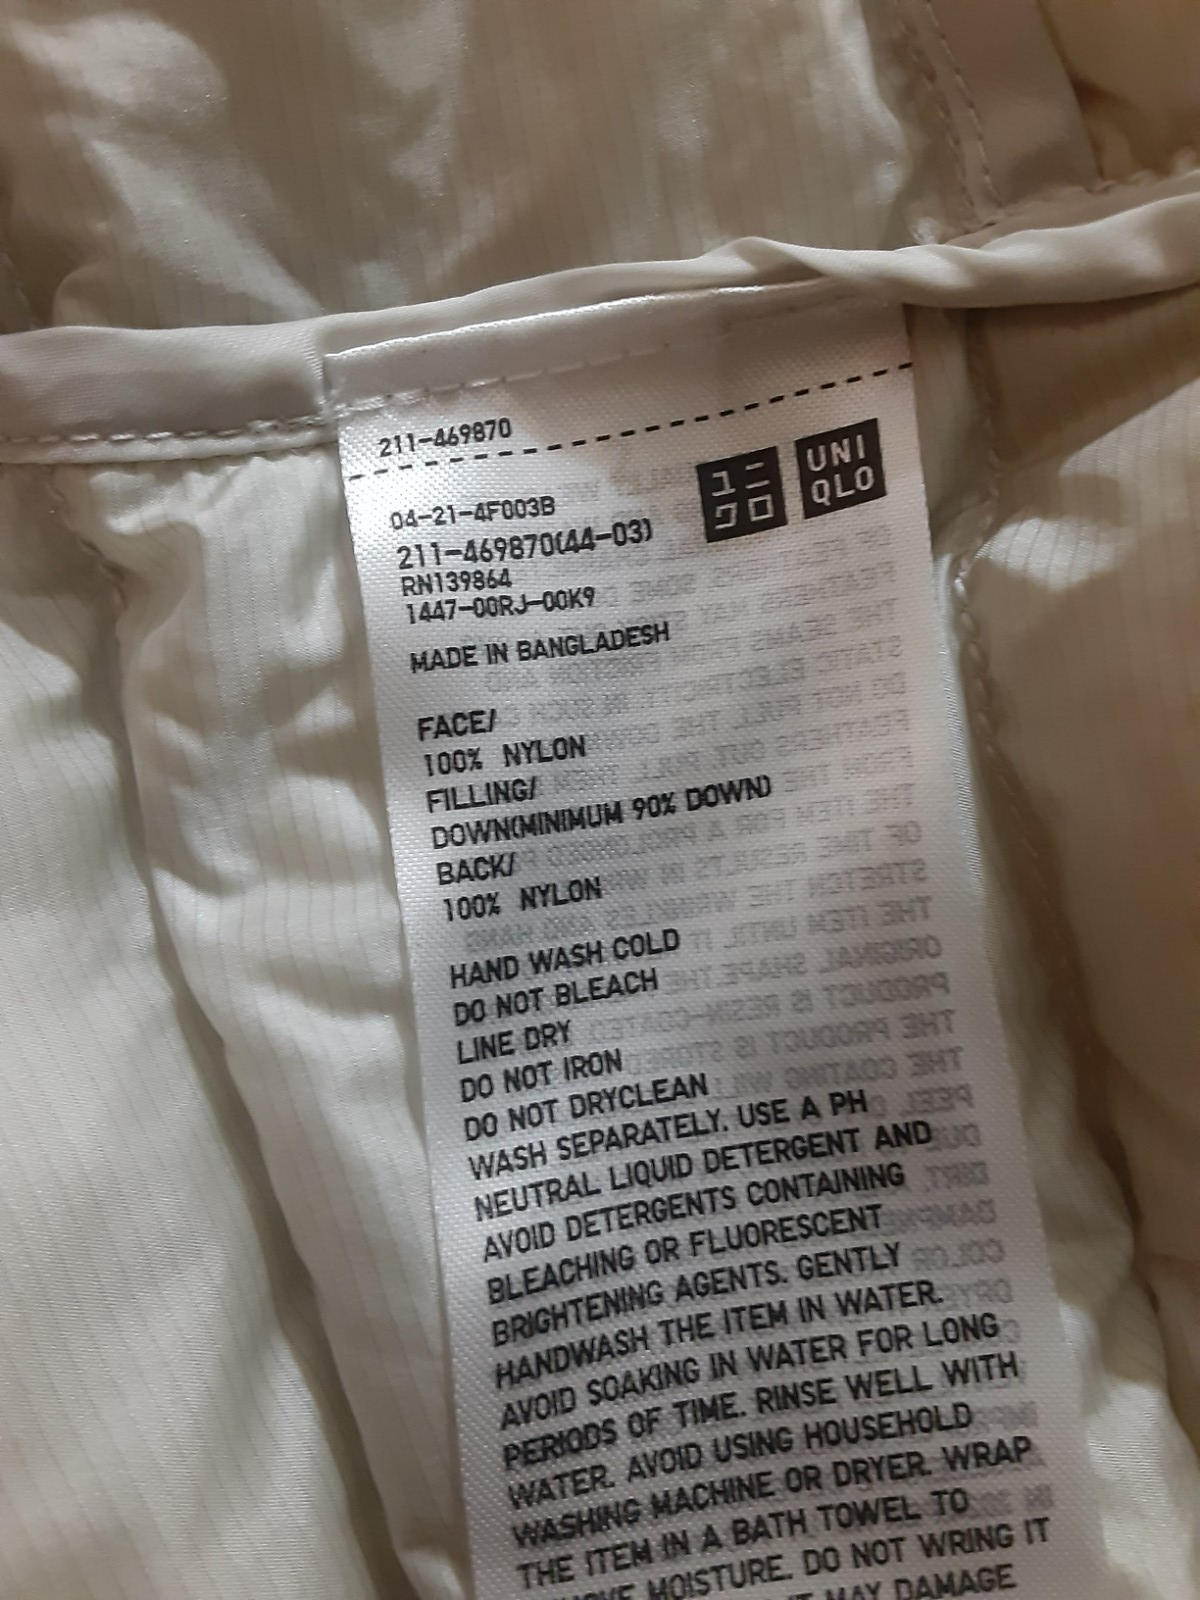 211-469870
ユニ
クロ
UNI
QLO
04-21-4F003B
211-469870(44-03)
RN139864
1447-00RJ-00K9
MADE IN BANGLADESH
FACE/
100% NYLON
FILLING/
DOWN(MINIMUM 90% DOWN)
BACK/
100% NYLON
HAND WASH COLD
DO NOT BLEACH
LINE DRY
DO NOT IRON
DO NOT DRYCLEAN
WASH SEPARATELY. USE A PH
NEUTRAL LIQUID DETERGENT AND
AVOID DETERGENTS CONTAINING
BLEACHING OR FLUORESCENT
BRIGHTENING AGENTS. GENTLY
HANDWASH THE ITEM IN WATER.
AVOID SOAKING IN WATER FOR LONG
PERIODS OF TIME. RINSE WELL WITH
WATER. AVOID USING HOUSEHOLD
WASHING MACHINE OR DRYER. WRAP
THE ITEM IN A BATH TOWEL TO
MOISTURE. DO NOT WRING IT
MAY DAMAGE